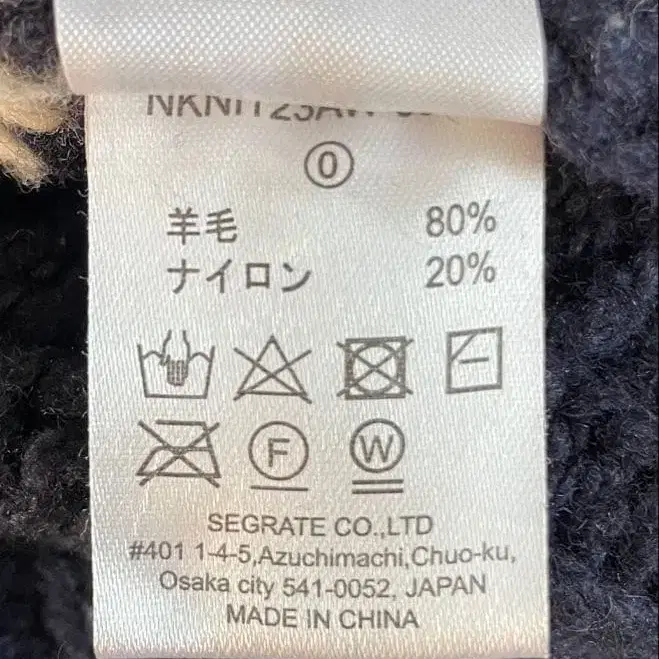 0
羊毛 80%
ナイロン 20%
F W
SEGRATE CO.,LTD
#401 1-4-5,Azuchimachi,Chuo-ku,
Osaka city 541-0052, JAPAN
MADE IN CHINA